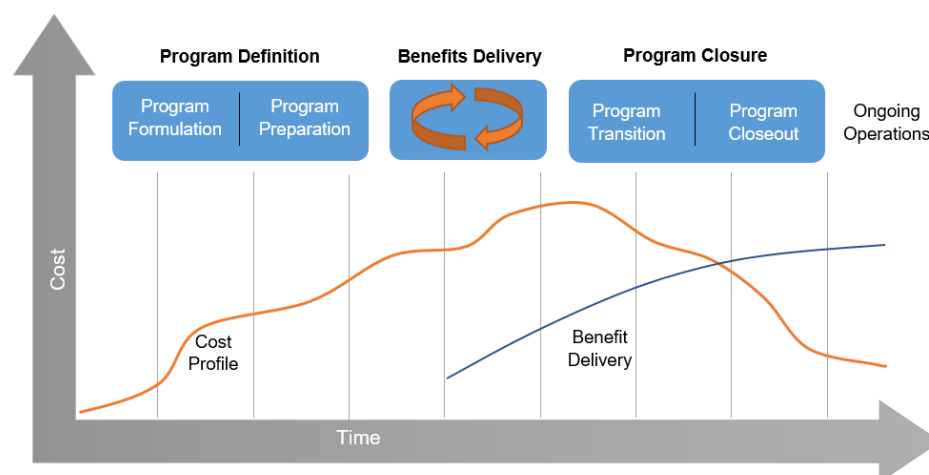 Program Definition
Benefits Delivery
Program Closure
Program
Formulation
Program
Preparation
Program
Transition
Program
Closeout
Ongoing
Operations
Cost
Cost
Profile
Benefit
Delivery
Time